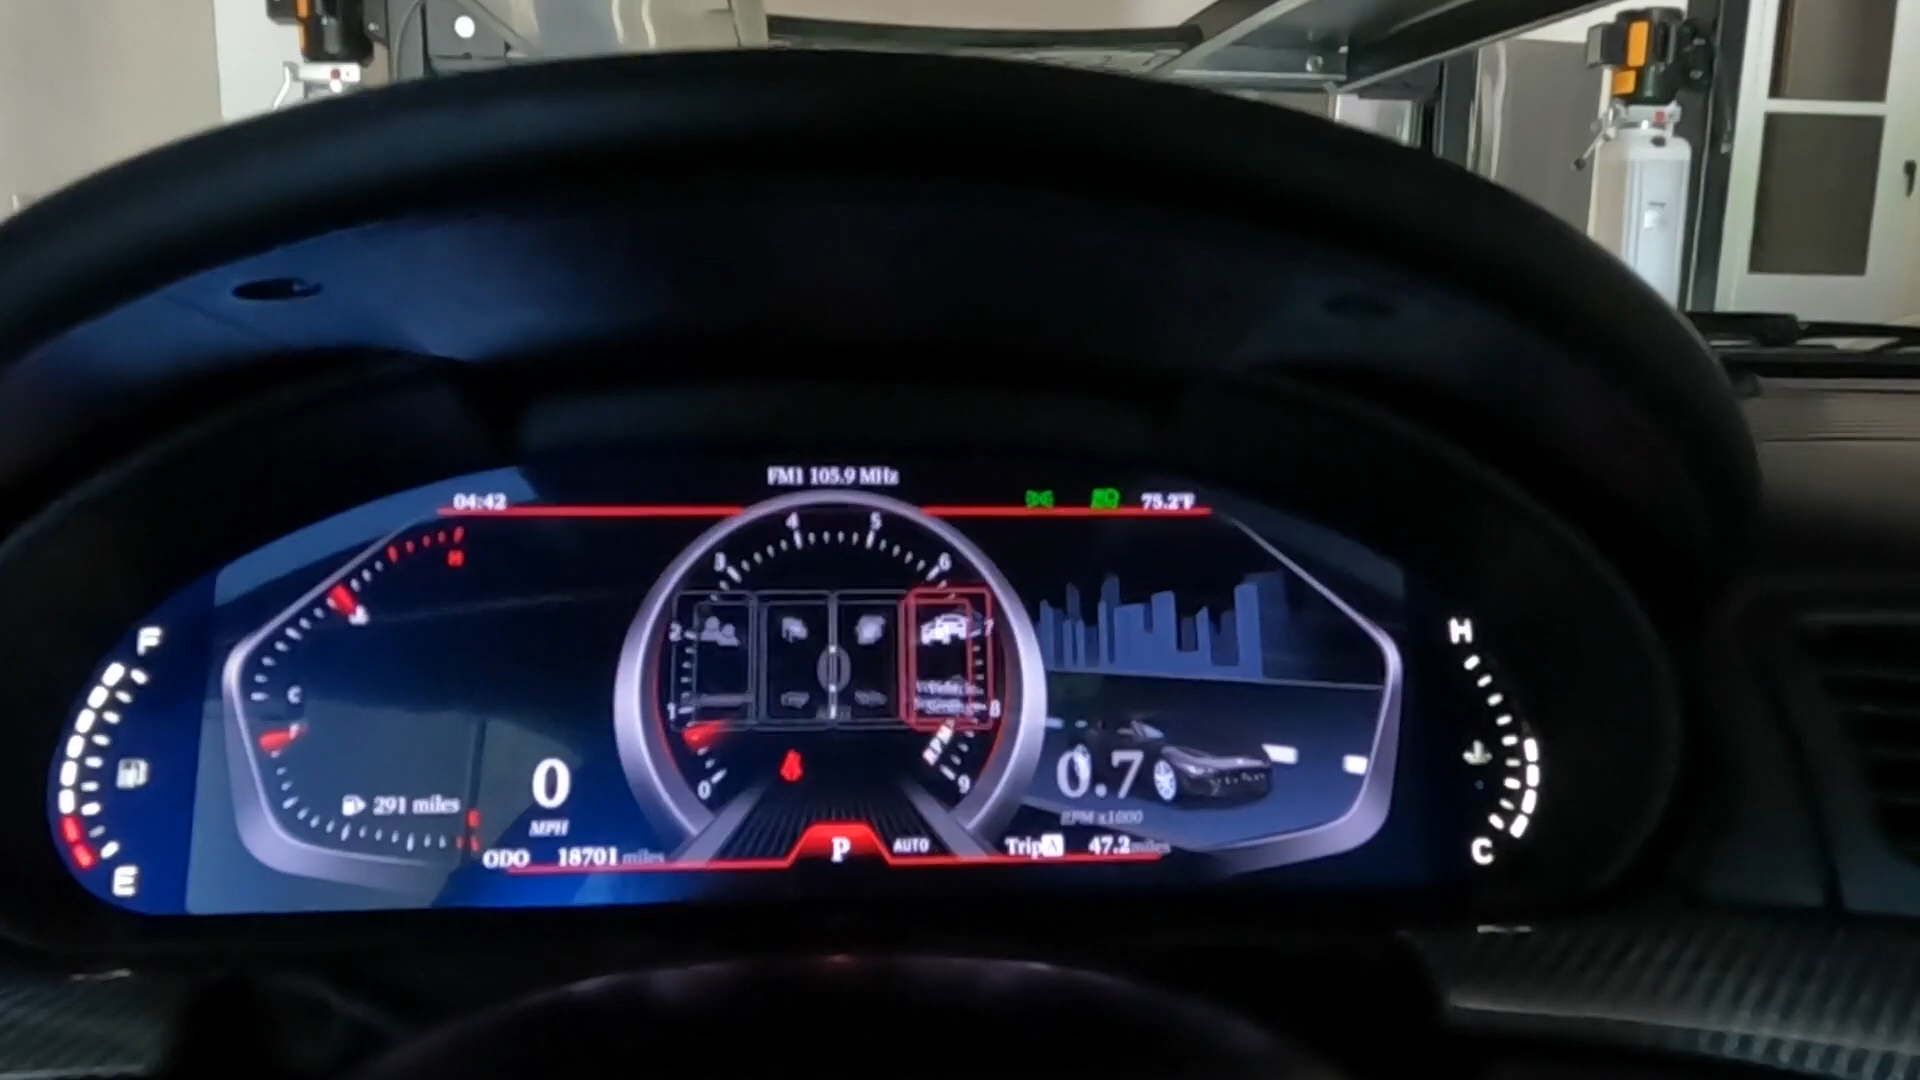 FM1 105.9 MHz
04:42
75.2°F
4 5
3 6
2 7
1 8
0 9
RPM
H
C
F
E
291 miles
0
MPH
0.7
RPM x1000
ODO 18701 miles
P
AUTO
Trip A 47.2 miles
F
E
H
C